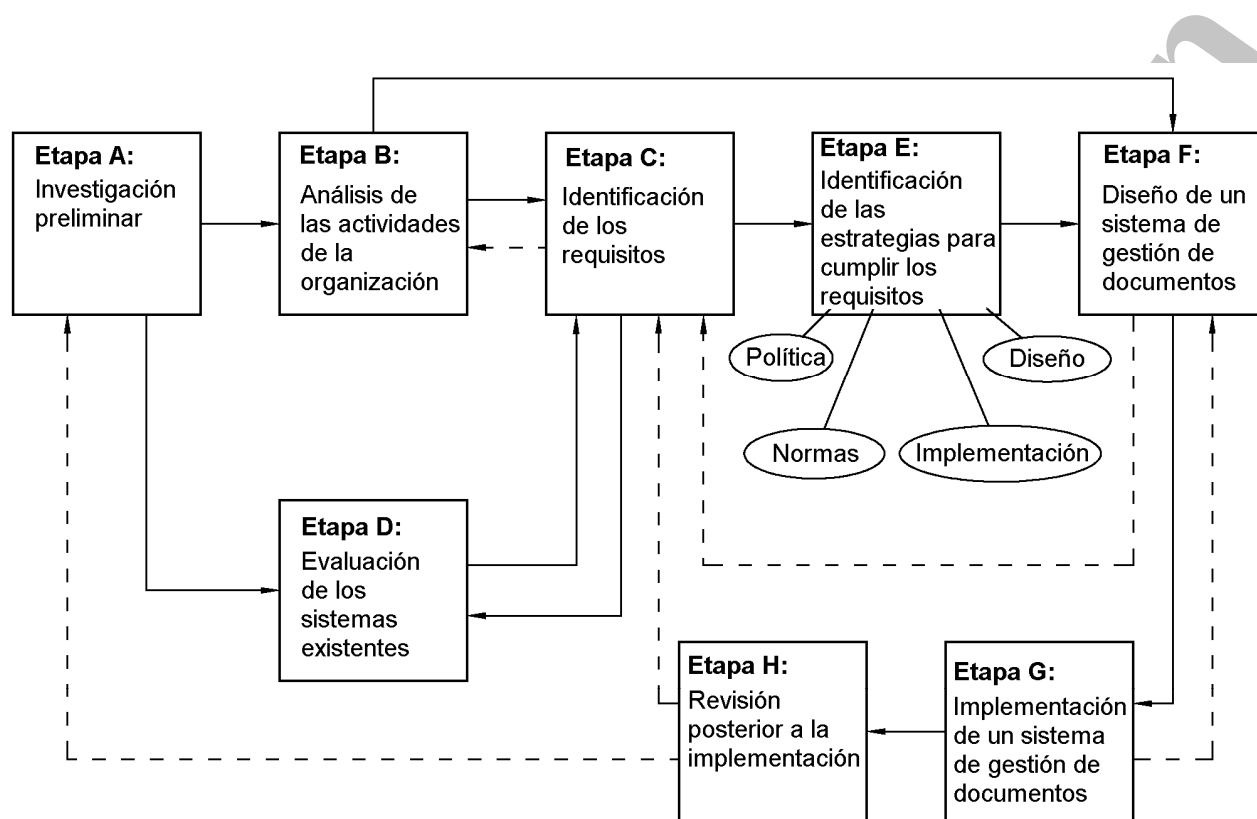 Etapa A:
Investigación
preliminar
Etapa B:
Análisis de
las actividades
de la
organización
Etapa C:
Identificación
de los
requisitos
Etapa E:
Identificación
de las
estrategias para
cumplir los
requisitos
Etapa F:
Diseño de un
sistema de
gestión de
documentos
Política
Diseño
Normas
Implementación
Etapa D:
Evaluación
de los
sistemas
existentes
Etapa H:
Revisión
posterior a la
implementación
Etapa G:
Implementación
de un sistema
de gestión de
documentos